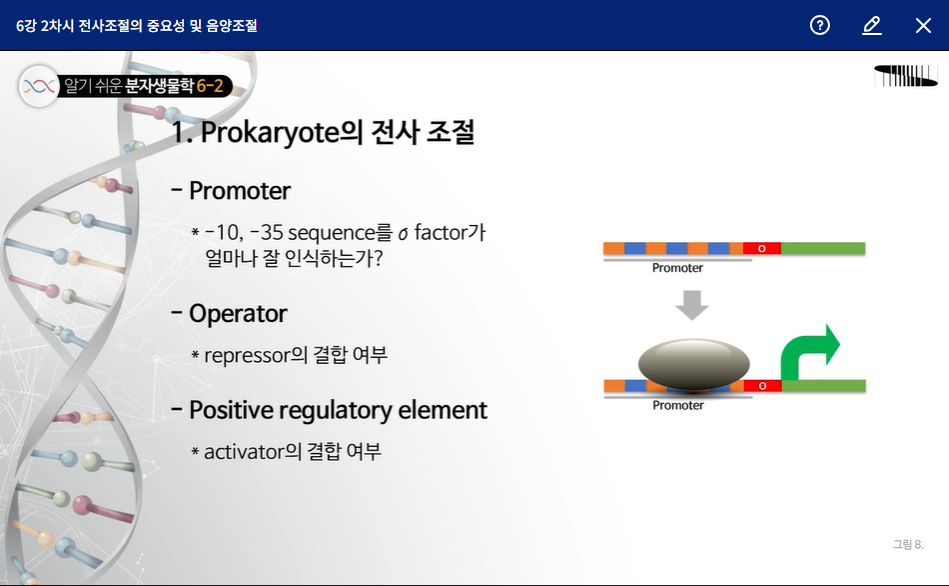 6강 2차시 전사조절의 중요성 및 음양조절
알기 쉬운 분자생물학 6-2
1. Prokaryote의 전사 조절
- Promoter
* -10, -35 sequence를 σ factor가
얼마나 잘 인식하는가?
- Operator
* repressor의 결합 여부
- Positive regulatory element
* activator의 결합 여부
O
Promoter
O
Promoter
그림 8.